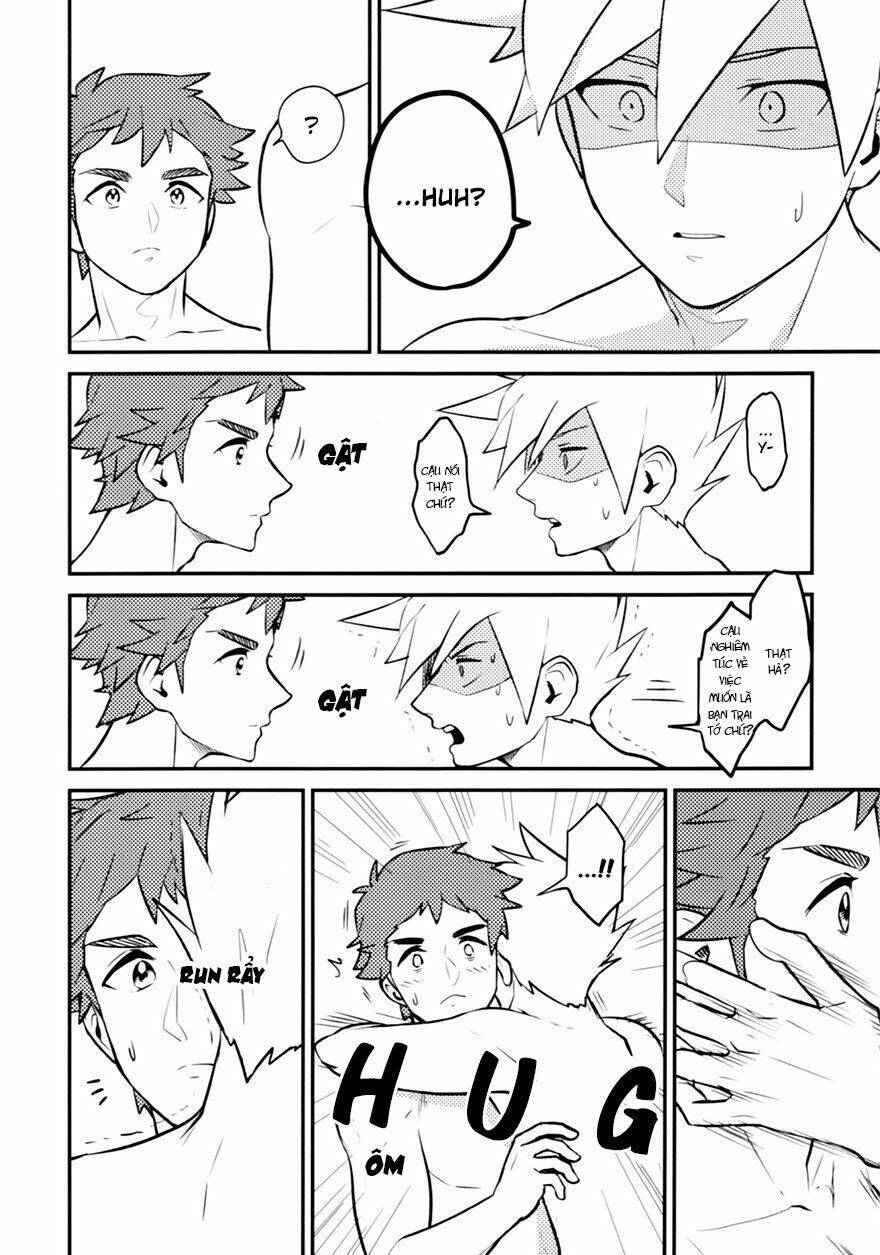 ...HUH?
?
...
Y-
CẬU NÓI
THẬT
CHỨ?
GẬT
THẬT
HẢ?
CẬU
NGHIÊM
TÚC VỀ
VIỆC
MUỐN LÀ
BẠN TRAI
TỚ CHỨ?
GẬT
...!!
HUG
ÔM
RUN RẨY